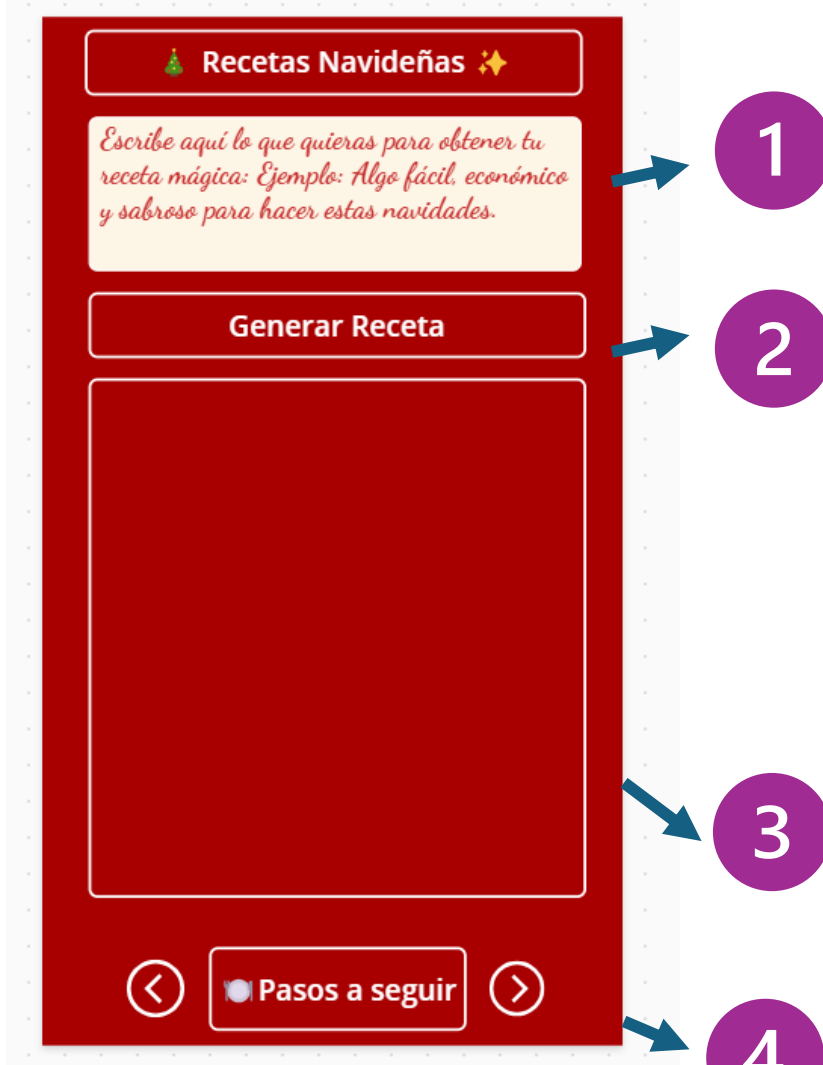 🎄 Recetas Navideñas ✨
Escribe aquí lo que quieras para obtener tu
receta mágica: Ejemplo: Algo fácil, económico
y sabroso para hacer estas navidades.
1
Generar Receta
2
3
🍽️ Pasos a seguir
4